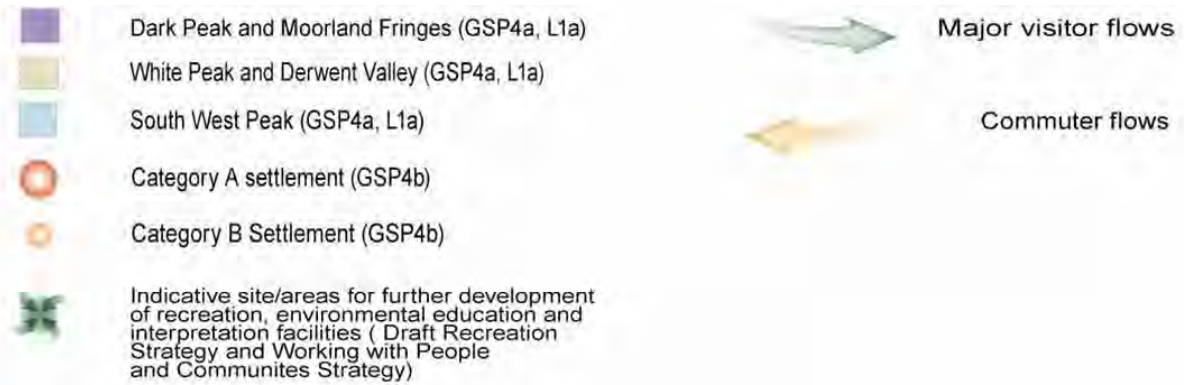 Dark Peak and Moorland Fringes (GSP4a, L1a)
White Peak and Derwent Valley (GSP4a, L1a)
South West Peak (GSP4a, L1a)
Category A settlement (GSP4b)
Category B Settlement (GSP4b)
Indicative site/areas for further development
of recreation, environmental education and
interpretation facilities ( Draft Recreation
Strategy and Working with People
and Communites Strategy)
Major visitor flows
Commuter flows